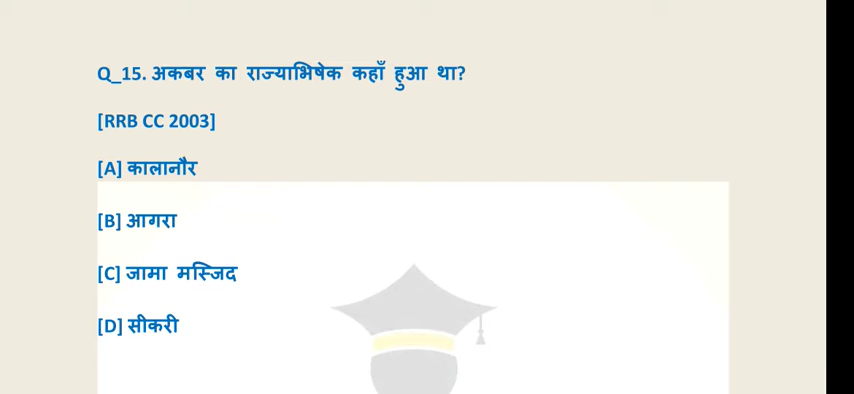 Q_15. अकबर का राज्याभिषेक कहाँ हुआ था?
[RRB CC 2003]
[A] कालानौर
[B] आगरा
[C] जामा मस्जिद
[D] सीकरी